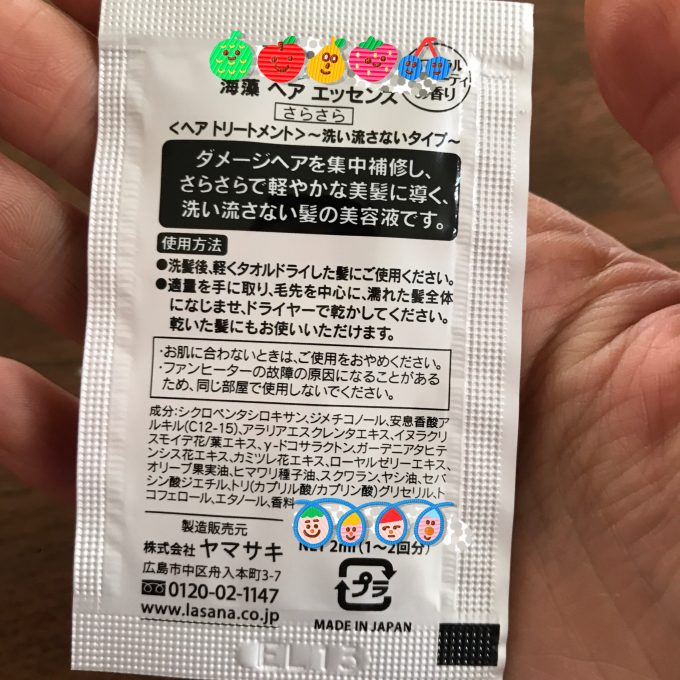 海藻 ヘア エッセンス
さらさら
香り
<ヘア トリートメント>～洗い流さないタイプ～
ダメージヘアを集中補修し、
さらさらで軽やかな美髪に導く、
洗い流さない髪の美容液です。
使用方法
●洗髪後、軽くタオルドライした髪にご使用ください。
●適量を手に取り、毛先を中心に、濡れた髪全体
になじませ、ドライヤーで乾かしてください。
乾いた髪にもお使いいただけます。
・お肌に合わないときは、ご使用をおやめください。
・ファンヒーターの故障の原因になることがある
ため、同じ部屋で使用しないでください。
成分:シクロペンタシロキサン、ジメチコノール、安息香酸ア
ルキル(C12-15)、アラリアエスクレンタエキス、イヌラクリ
スモイデ花/葉エキス、γ-ドコサラクトン、ガーデニアタヒテ
ンシス花エキス、カミツレ花エキス、ローヤルゼリーエキス、
オリーブ果実油、ヒマワリ種子油、スクワラン、ヤシ油、セバ
シン酸ジエチル、トリ(カプリル酸/カプリン酸)グリセリル、ト
コフェロール、エタノール、香料
製造販売元
株式会社 ヤマサキ
広島市中区舟入本町3-7
0120-02-1147
www.lasana.co.jp
NET 2ml (1～2回分)
プラ
MADE IN JAPAN